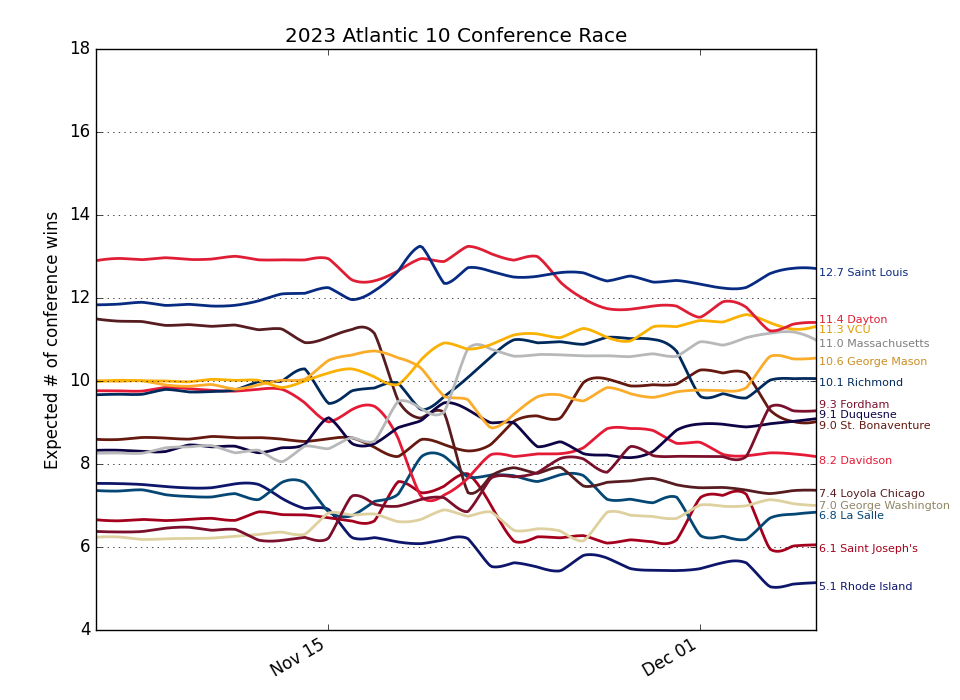 2023 Atlantic 10 Conference Race
Expected # of conference wins
18
16
14
12
10
8
6
4
Nov 15
Dec 01
12.7 Saint Louis
11.4 Dayton
11.3 VCU
11.0 Massachusetts
10.6 George Mason
10.1 Richmond
9.3 Fordham
9.1 Duquesne
9.0 St. Bonaventure
8.2 Davidson
7.4 Loyola Chicago
7.0 George Washington
6.8 La Salle
6.1 Saint Joseph's
5.1 Rhode Island